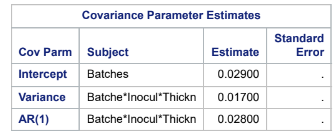 Covariance Parameter Estimates
Cov Parm Subject Estimate Standard Error
Intercept Batches 0.02900 .
Variance Batche*Inocul*Thickn 0.01700 .
AR(1) Batche*Inocul*Thickn 0.02800 .